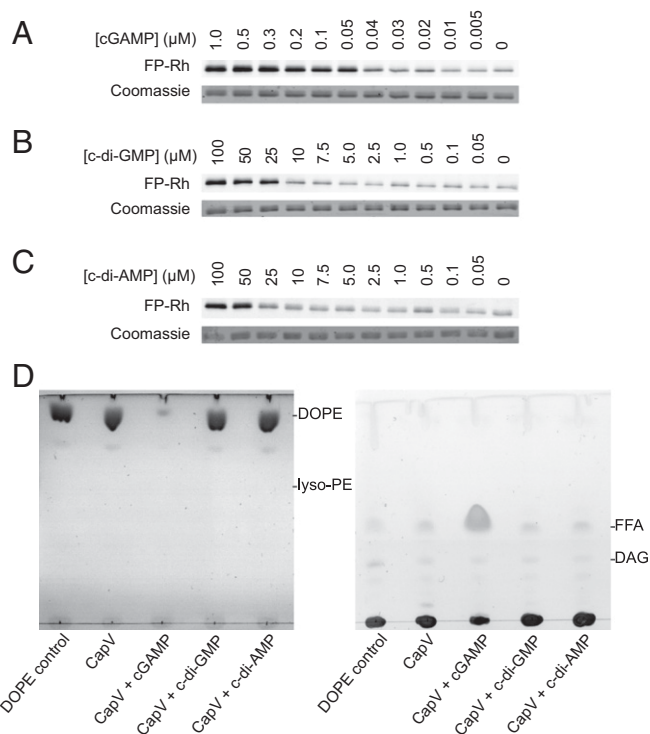 A
[cGAMP] (µM) 1.0 0.5 0.3 0.2 0.1 0.05 0.04 0.03 0.02 0.01 0.005 0
FP-Rh
Coomassie
B
[c-di-GMP] (µM) 100 50 25 10 7.5 5.0 2.5 1.0 0.5 0.1 0.05 0
FP-Rh
Coomassie
C
[c-di-AMP] (µM) 100 50 25 10 7.5 5.0 2.5 1.0 0.5 0.1 0.05 0
FP-Rh
Coomassie
D
-DOPE
-lyso-PE
-FFA
-DAG
DOPE control
CapV
CapV + cGAMP
CapV + c-di-GMP
CapV + c-di-AMP
DOPE control
CapV
CapV + cGAMP
CapV + c-di-GMP
CapV + c-di-AMP